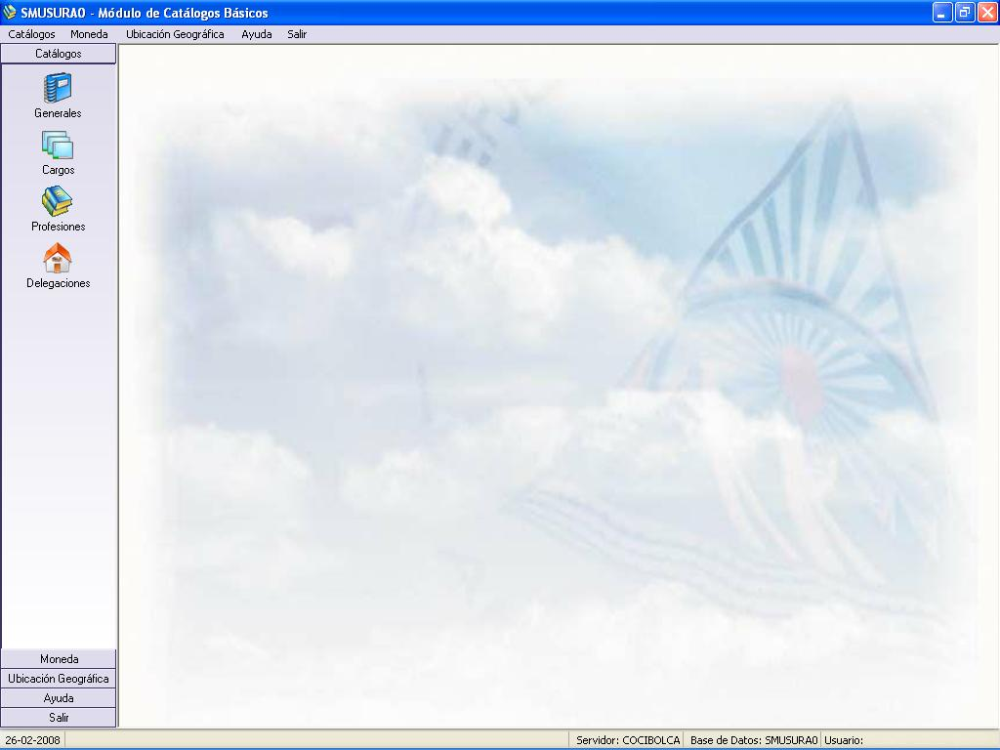 SMUSURA0 - Módulo de Catálogos Básicos
Catálogos Moneda Ubicación Geográfica Ayuda Salir
Catálogos
Generales
Cargos
Profesiones
Delegaciones
Moneda
Ubicación Geográfica
Ayuda
Salir
26-02-2008 Servidor: COCIBOLCA Base de Datos: SMUSURA0 Usuario: